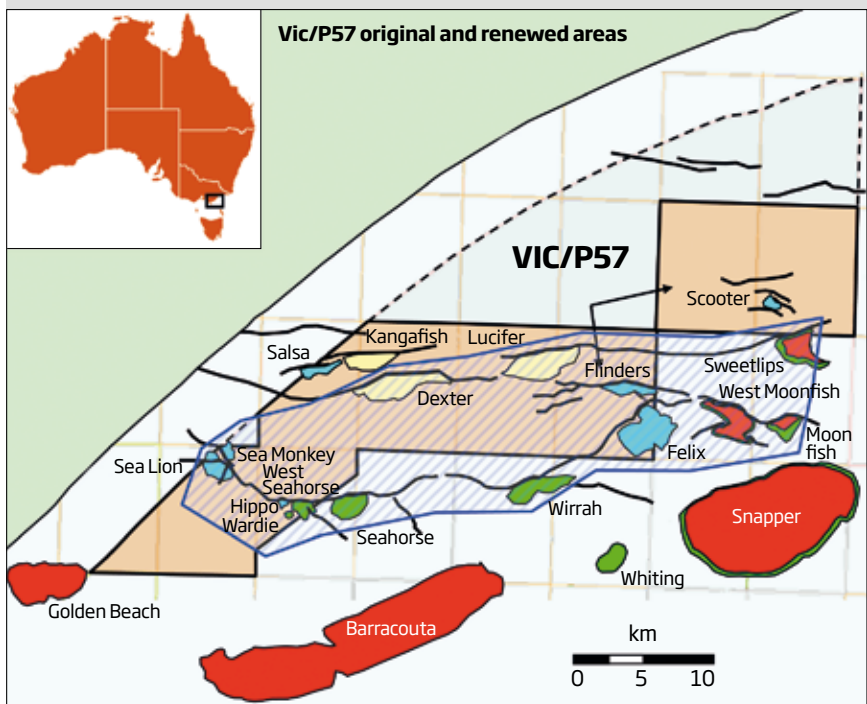 Vic/P57 original and renewed areas
VIC/P57
Scooter
Kangafish
Lucifer
Salsa
Flinders
Sweetlips
Dexter
West Moonfish
Moon
fish
Sea Monkey
Sea Lion
West
Seahorse
Felix
Hippo
Wardie
Seahorse
Wirrah
Snapper
Whiting
Golden Beach
Barracouta
km
0 5 10